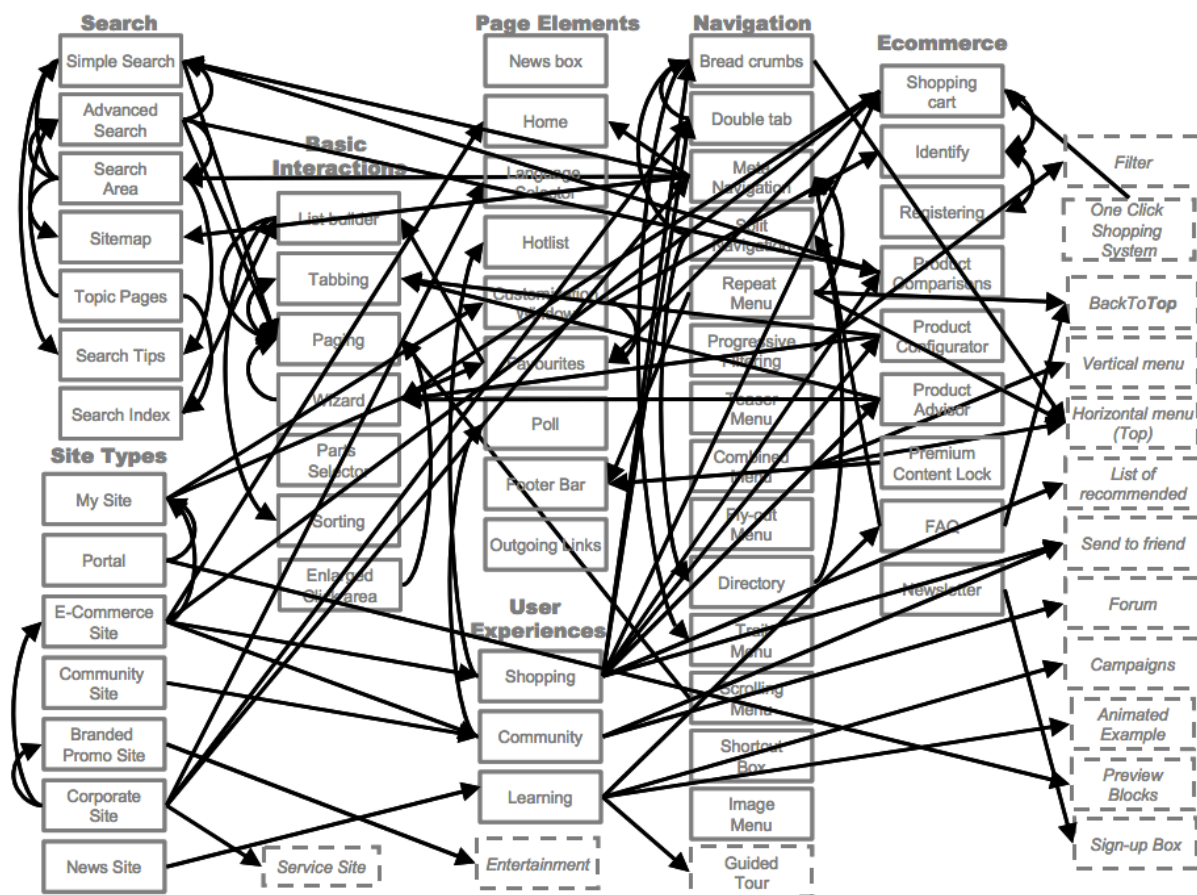 Search
Simple Search
Advanced
Search
Search
Area
Sitemap
Topic Pages
Search Tips
Search Index
Site Types
My Site
Portal
E-Commerce
Site
Community
Site
Branded
Promo Site
Corporate
Site
News Site
Basic
Interactions
List builder
Tabbing
Paging
Wizard
Parts
Selector
Sorting
Enlarged
Click area
Service Site
Page Elements
News box
Home
Language
Selector
Hotlist
Customization
Window
Favourites
Poll
Footer Bar
Outgoing Links
User
Experiences
Shopping
Community
Learning
Entertainment
Navigation
Bread crumbs
Double tab
Meta
Navigation
Split
Navigation
Repeat
Menu
Progressive
Filtering
Teaser
Menu
Combined
Menu
Fly-out
Menu
Directory
Trail
Menu
Scrolling
Menu
Shortcut
Box
Image
Menu
Guided
Tour
Ecommerce
Shopping
cart
Identify
Registering
Product
Comparisons
Product
Configurator
Product
Advisor
Premium
Content Lock
FAQ
Newsletter
Filter
One Click
Shopping
System
BackToTop
Vertical menu
Horizontal menu
(Top)
List of
recommended
Send to friend
Forum
Campaigns
Animated
Example
Preview
Blocks
Sign-up Box